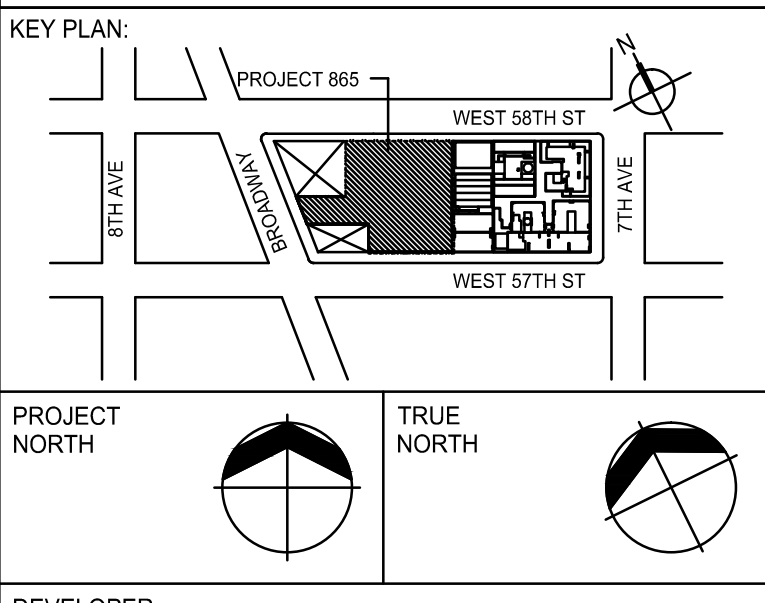 KEY PLAN:
N
PROJECT 865
WEST 58TH ST
8TH AVE
BROADWAY
7TH AVE
WEST 57TH ST
PROJECT
NORTH
TRUE
NORTH
DEVELOPER